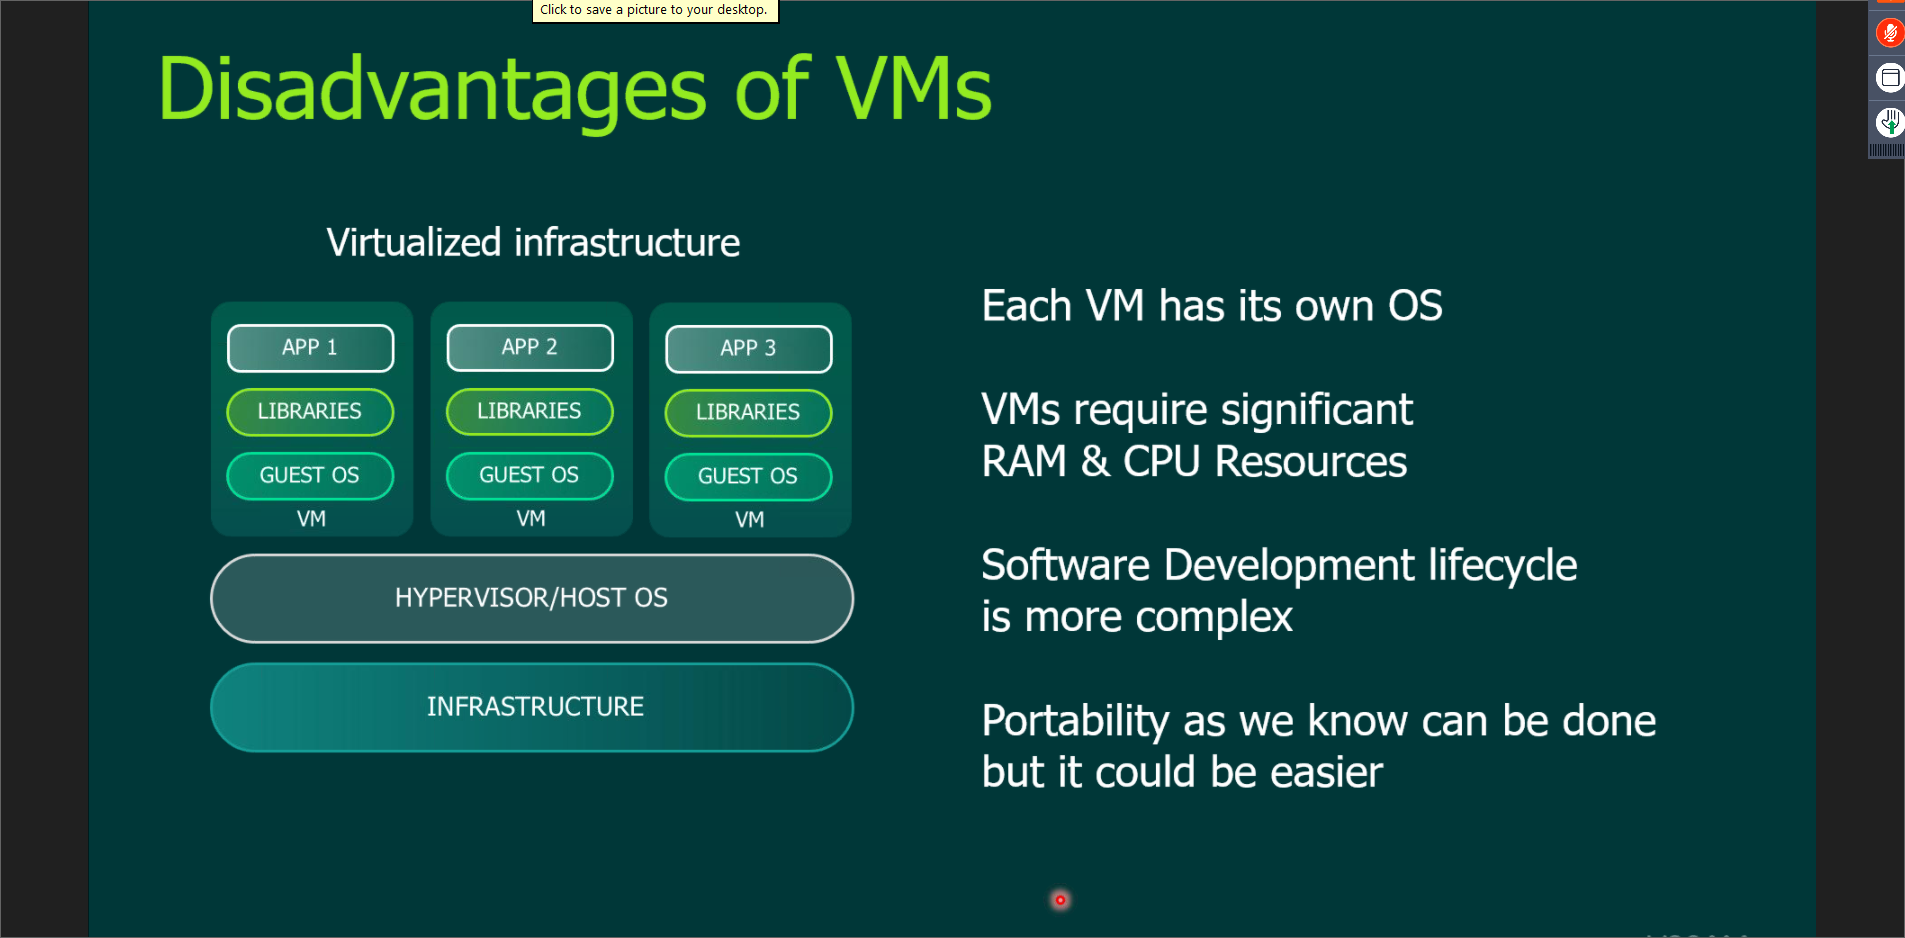 Click to save a picture to your desktop.
Disadvantages of VMs
Virtualized infrastructure
APP 1
LIBRARIES
GUEST OS
VM
APP 2
LIBRARIES
GUEST OS
VM
APP 3
LIBRARIES
GUEST OS
VM
HYPERVISOR/HOST OS
INFRASTRUCTURE
Each VM has its own OS
VMs require significant
RAM & CPU Resources
Software Development lifecycle
is more complex
Portability as we know can be done
but it could be easier